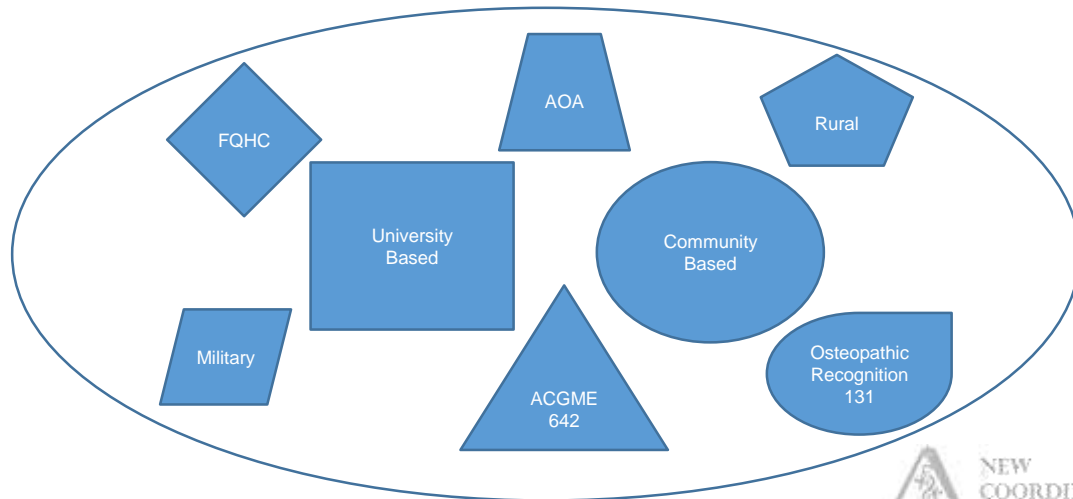 AOA
FQHC
Rural
University
Based
Community
Based
Military
Osteopathic
Recognition
131
ACGME
642
NEW